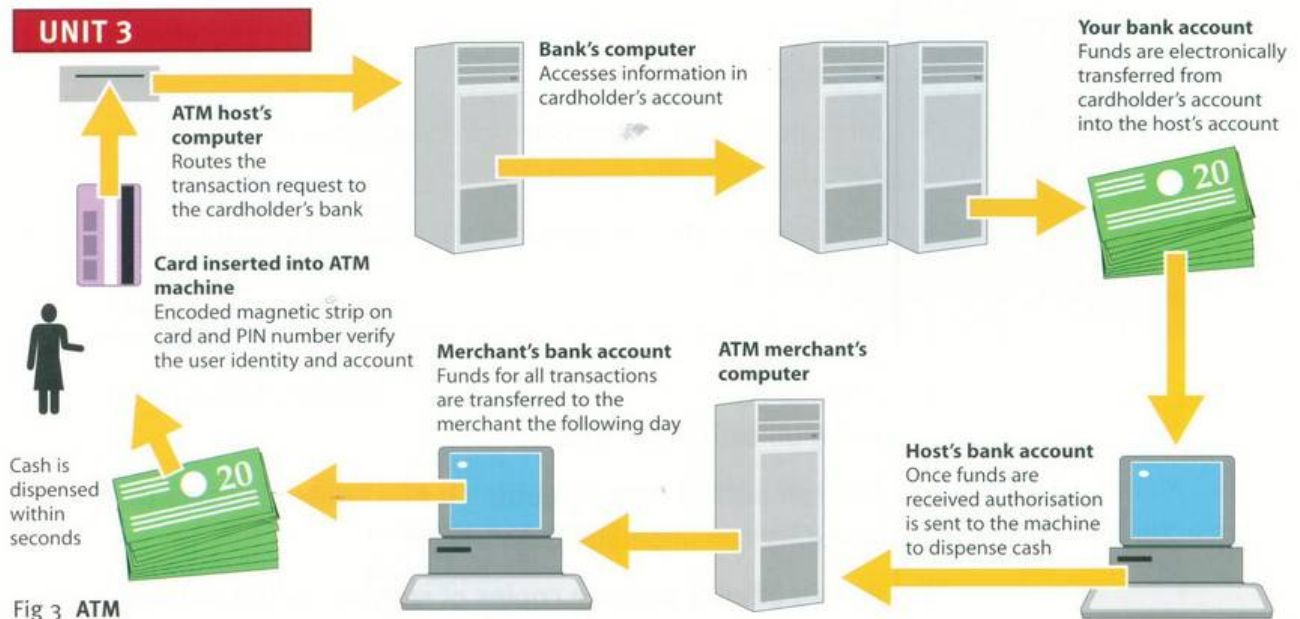 UNIT 3
ATM host's
computer
Routes the
transaction request to
the cardholder's bank
Bank's computer
Accesses information in
cardholder's account
Your bank account
Funds are electronically
transferred from
cardholder's account
into the host's account
20
Card inserted into ATM
machine
Encoded magnetic strip on
card and PIN number verify
the user identity and account
Merchant's bank account
Funds for all transactions
are transferred to the
merchant the following day
ATM merchant's
computer
Host's bank account
Once funds are
received authorisation
is sent to the machine
to dispense cash
Cash is
dispensed
within
seconds
20
Fig 3 ATM